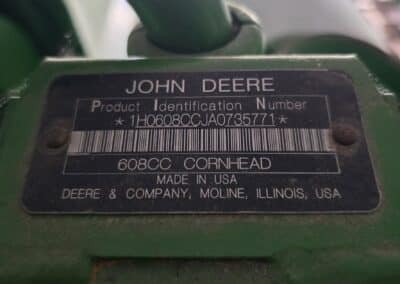 JOHN DEERE
Product Identification Number
*1H0608CCJA0735771*
608CC CORNHEAD
MADE IN USA
DEERE & COMPANY, MOLINE, ILLINOIS, USA